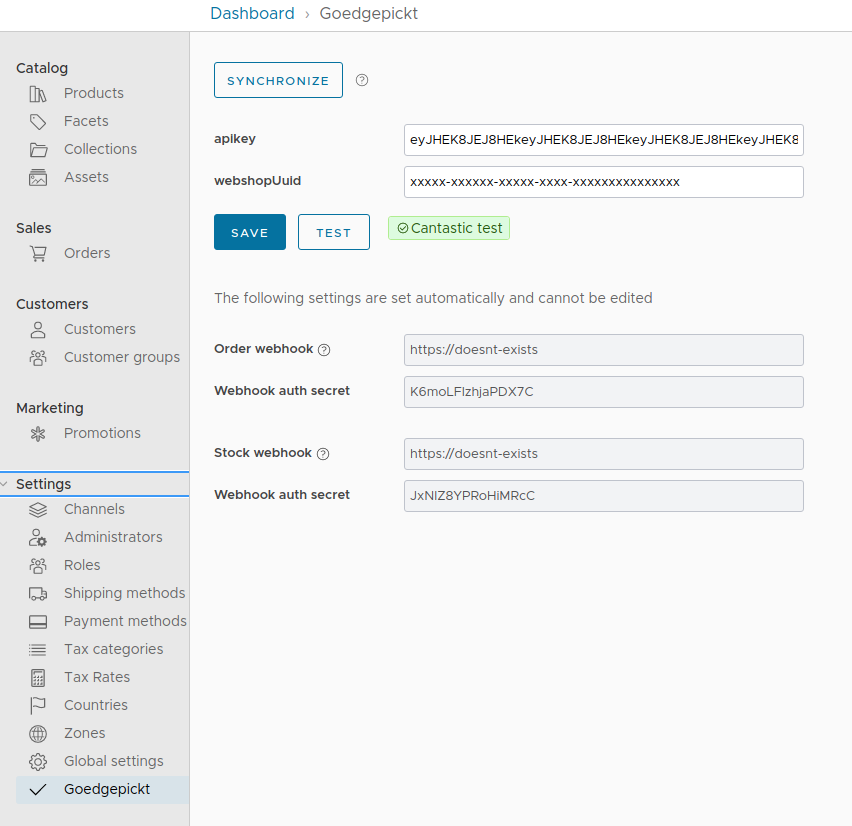 Dashboard › Goedgepickt
Catalog
Products
Facets
Collections
Assets
Sales
Orders
Customers
Customers
Customer groups
Marketing
Promotions
Settings
Channels
Administrators
Roles
Shipping methods
Payment methods
Tax categories
Tax Rates
Countries
Zones
Global settings
Goedgepickt
SYNCHRONIZE
apikey eyJHEK8JEJ8HEkeyJHEK8JEJ8HEkeyJHEK8JEJ8HEkeyJHEK8
webshopUuid xxxxx-xxxxxx-xxxxx-xxxx-xxxxxxxxxxxxxxx
SAVE TEST Cantastic test
The following settings are set automatically and cannot be edited
Order webhook https://doesnt-exists
Webhook auth secret K6moLFIzhjaPDX7C
Stock webhook https://doesnt-exists
Webhook auth secret JxNIZ8YPRoHiMRcC